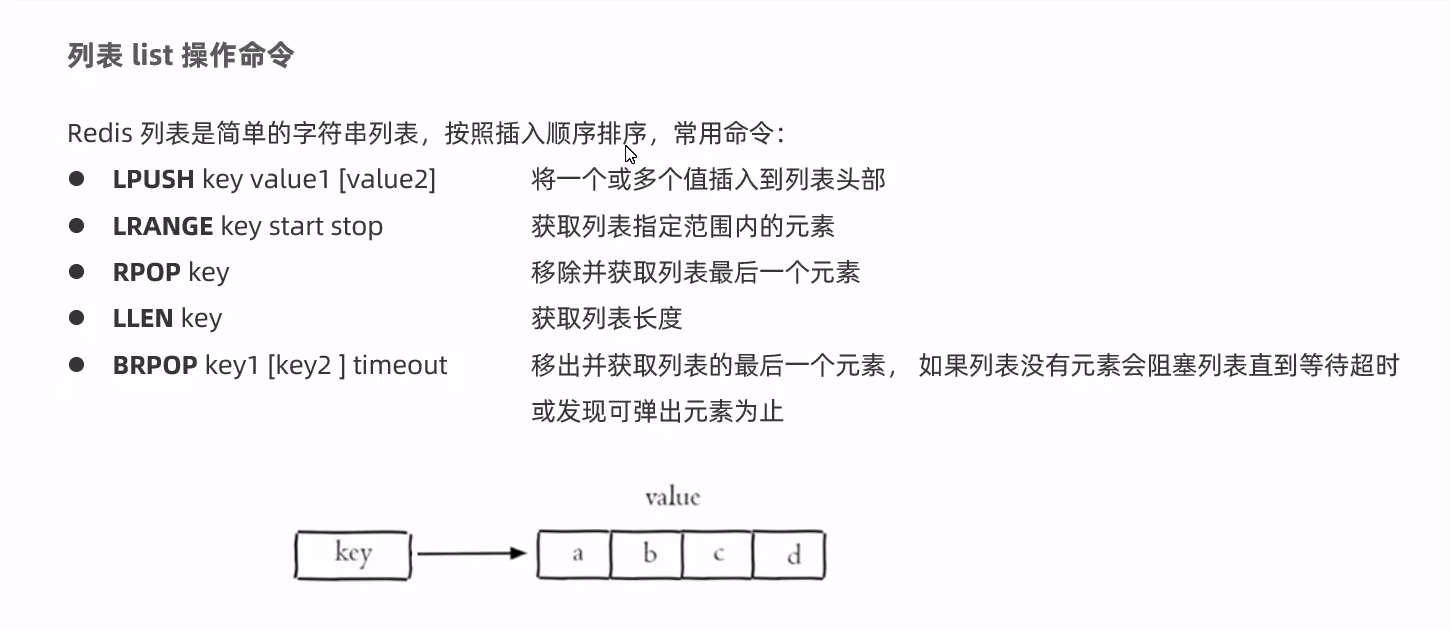 列表 list 操作命令
Redis 列表是简单的字符串列表，按照插入顺序排序，常用命令：
● LPUSH key value1 [value2] 将一个或多个值插入到列表头部
● LRANGE key start stop 获取列表指定范围内的元素
● RPOP key 移除并获取列表最后一个元素
● LLEN key 获取列表长度
● BRPOP key1 [key2 ] timeout 移出并获取列表的最后一个元素， 如果列表没有元素会阻塞列表直到等待超时
或发现可弹出元素为止
value
key a b c d